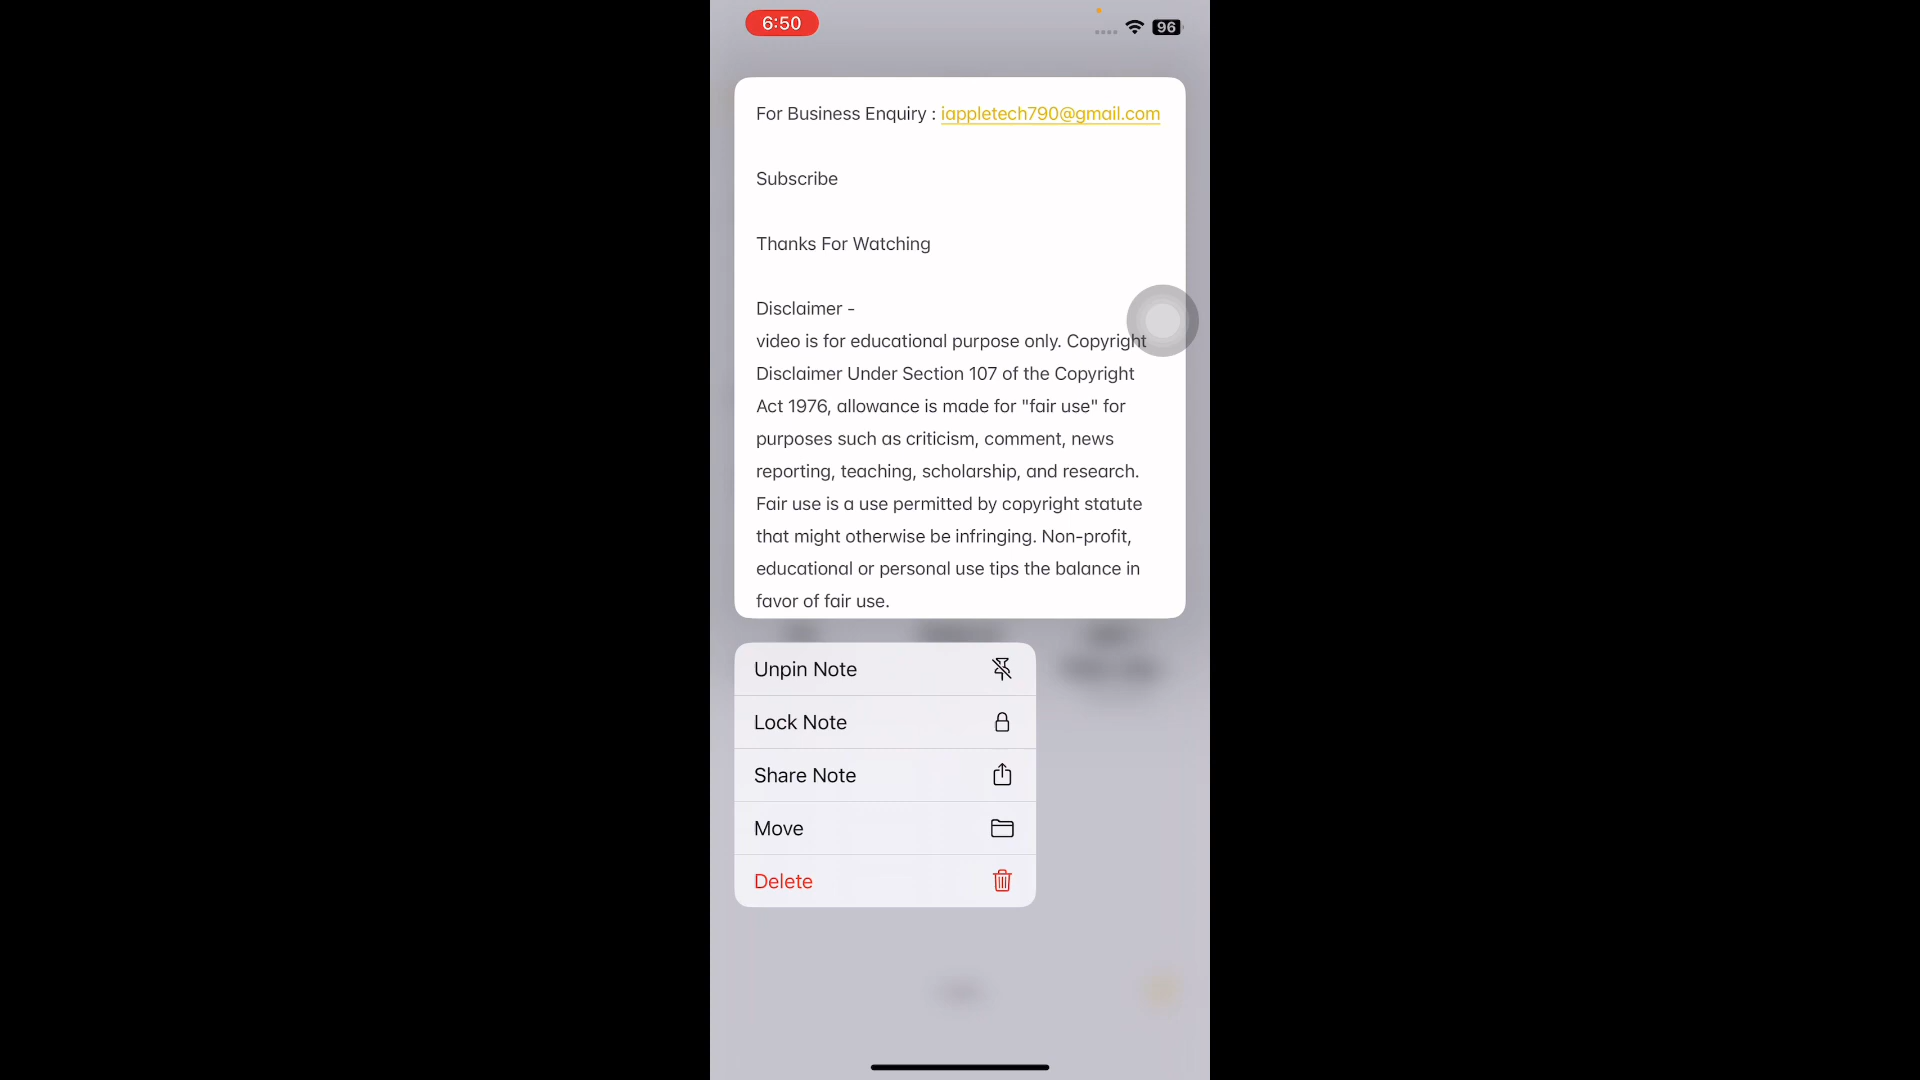 6:50
96
For Business Enquiry : iappletech790@gmail.com
Subscribe
Thanks For Watching
Disclaimer -
video is for educational purpose only. Copyright
Disclaimer Under Section 107 of the Copyright
Act 1976, allowance is made for "fair use" for
purposes such as criticism, comment, news
reporting, teaching, scholarship, and research.
Fair use is a use permitted by copyright statute
that might otherwise be infringing. Non-profit,
educational or personal use tips the balance in
favor of fair use.
Unpin Note
Lock Note
Share Note
Move
Delete